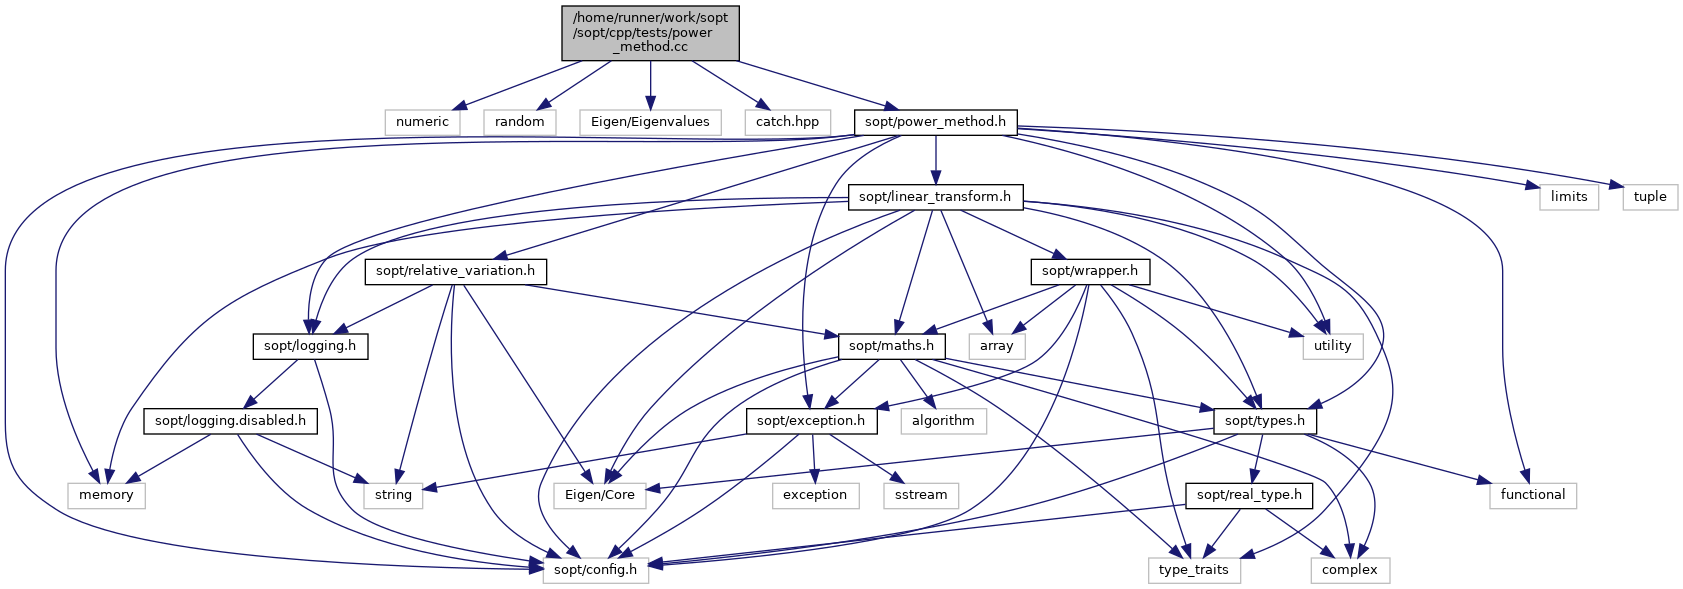 /home/runner/work/sopt
/sopt/cpp/tests/power
_method.cc
numeric
random
Eigen/Eigenvalues
catch.hpp
sopt/power_method.h
sopt/linear_transform.h
limits
tuple
sopt/relative_variation.h
sopt/wrapper.h
sopt/logging.h
sopt/maths.h
array
utility
sopt/logging.disabled.h
sopt/exception.h
algorithm
sopt/types.h
memory
string
Eigen/Core
exception
sstream
sopt/real_type.h
functional
sopt/config.h
type_traits
complex